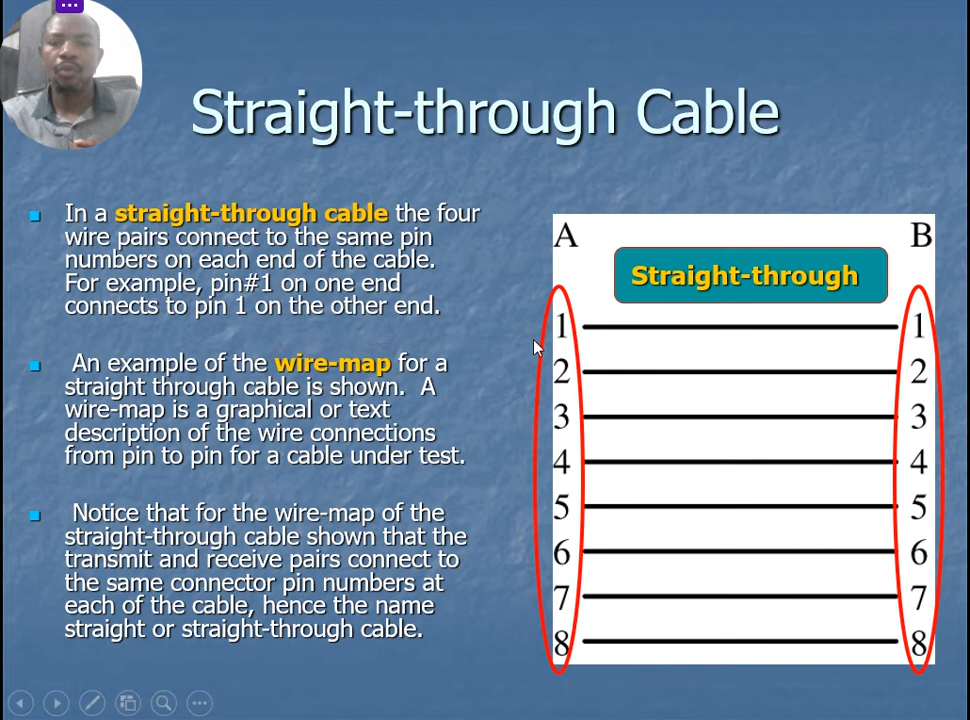 Straight-through Cable
In a straight-through cable the four
wire pairs connect to the same pin
numbers on each end of the cable.
For example, pin#1 on one end
connects to pin 1 on the other end.
An example of the wire-map for a
straight through cable is shown. A
wire-map is a graphical or text
description of the wire connections
from pin to pin for a cable under test.
Notice that for the wire-map of the
straight-through cable shown that the
transmit and receive pairs connect to
the same connector pin numbers at
each of the cable, hence the name
straight or straight-through cable.
A B
Straight-through
1 1
2 2
3 3
4 4
5 5
6 6
7 7
8 8